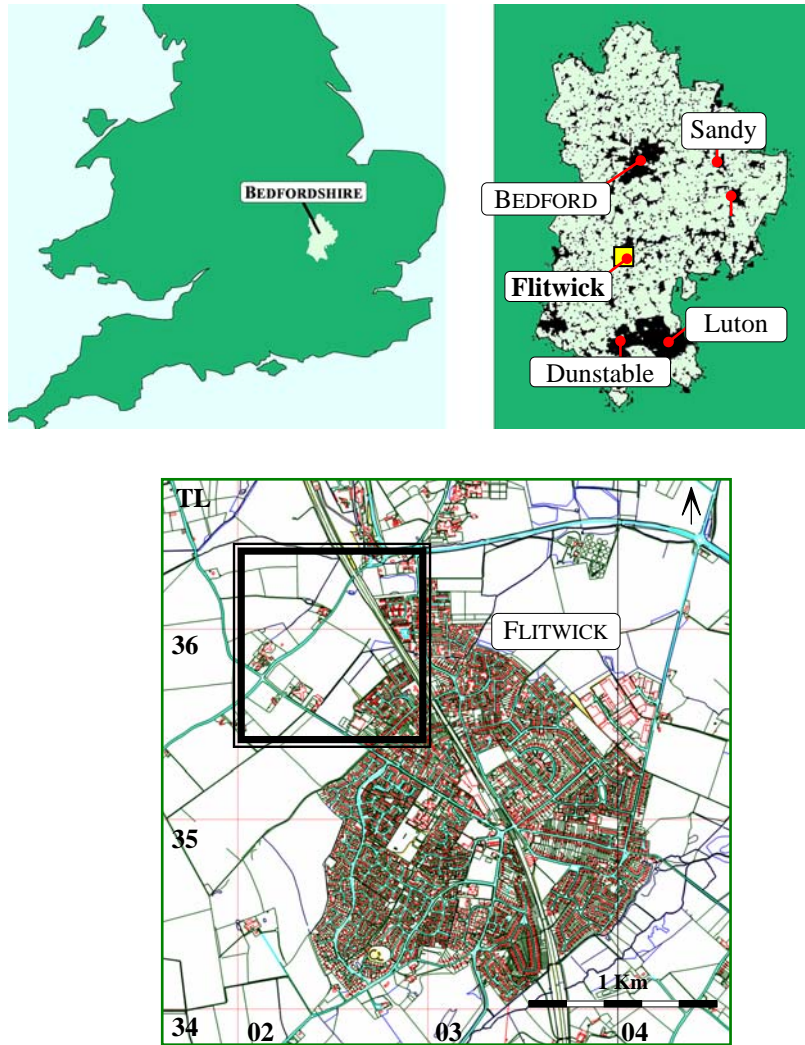 BEDFORDSHIRE
Sandy
BEDFORD
Flitwick
Luton
Dunstable
TL
FLITWICK
36
35
1 Km
34
02
03
04